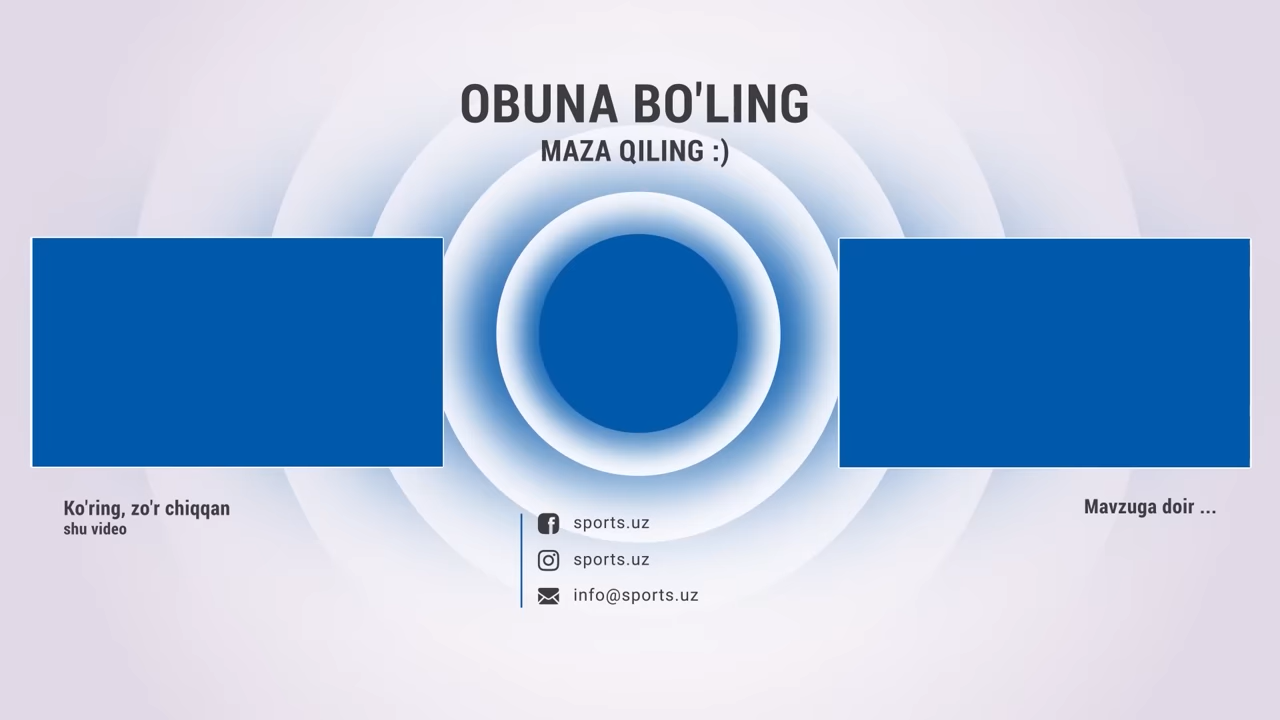 OBUNA BO'LING
MAZA QILING :)
Ko'ring, zo'r chiqqan
shu video
Mavzuga doir ...
sports.uz
sports.uz
info@sports.uz